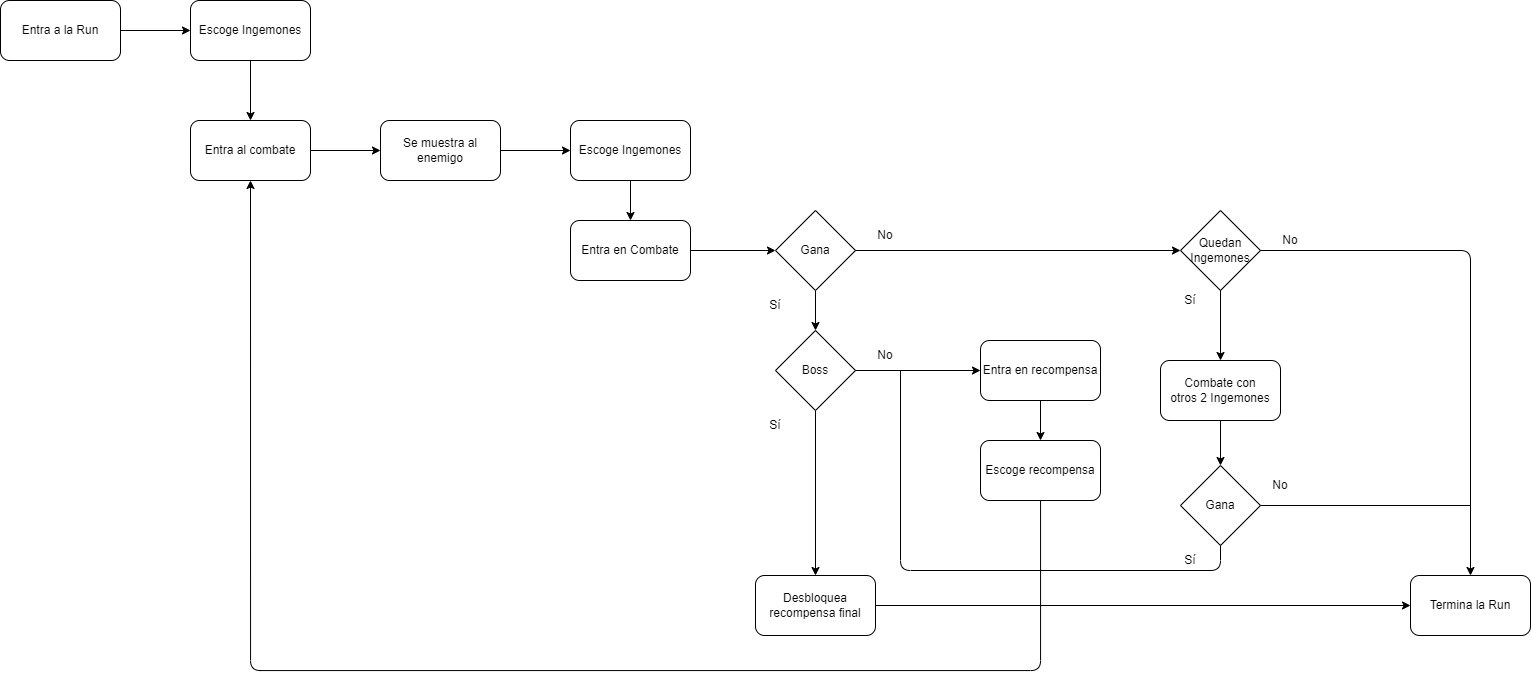 Entra a la Run
Escoge Ingemones
Entra al combate
Se muestra al
enemigo
Escoge Ingemones
Entra en Combate
Gana
No
Quedan
Ingemones
No
Sí
Sí
Boss
No
Entra en recompensa
Combate con
otros 2 Ingemones
Sí
Escoge recompensa
Gana
No
Sí
Desbloquea
recompensa final
Termina la Run